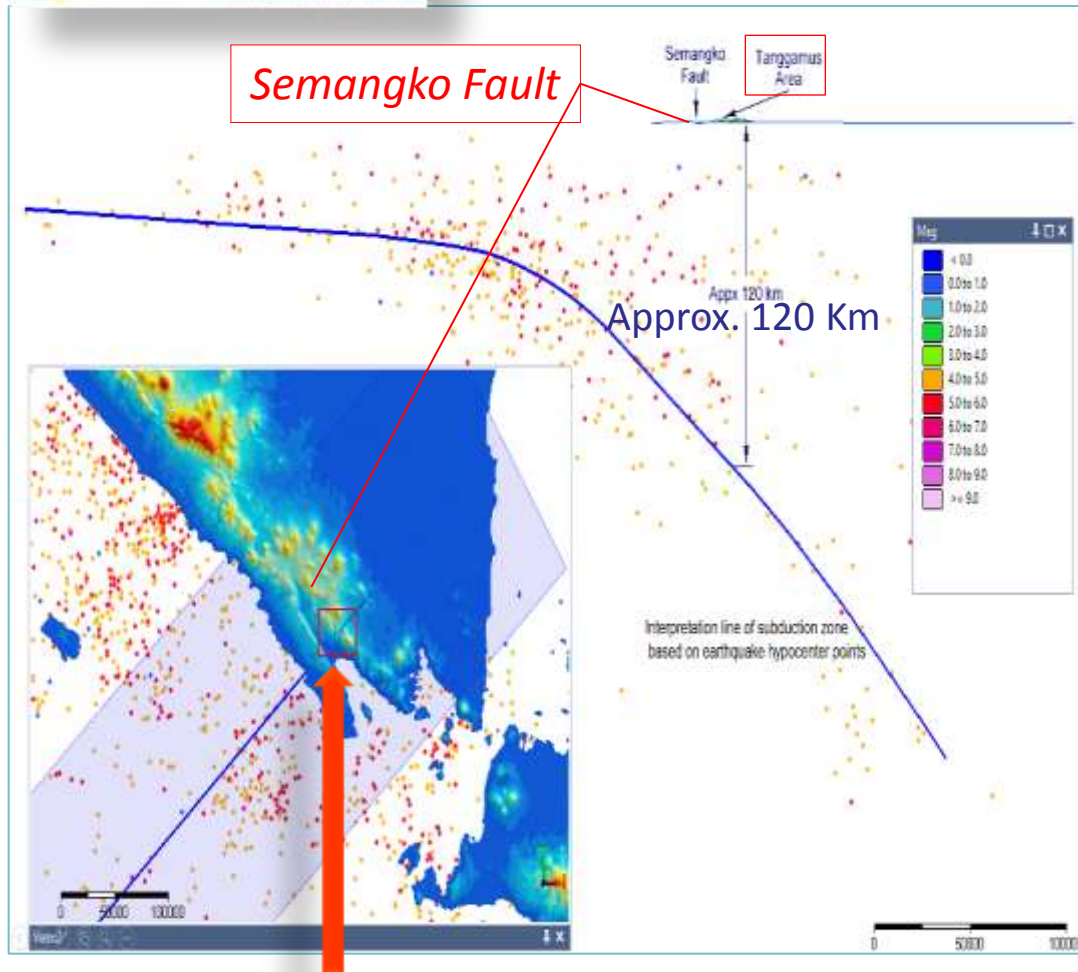 Semangko
Fault
Tanggamus
Area
Semangko Fault
Mag
< 0.0
0.0 to 1.0
1.0 to 2.0
2.0 to 3.0
3.0 to 4.0
4.0 to 5.0
5.0 to 6.0
6.0 to 7.0
7.0 to 8.0
8.0 to 9.0
>= 9.0
Appx 120 km
Approx. 120 Km
Interpretation line of subduction zone
based on earthquake hypocenter points
0 50000 100000
0 50000